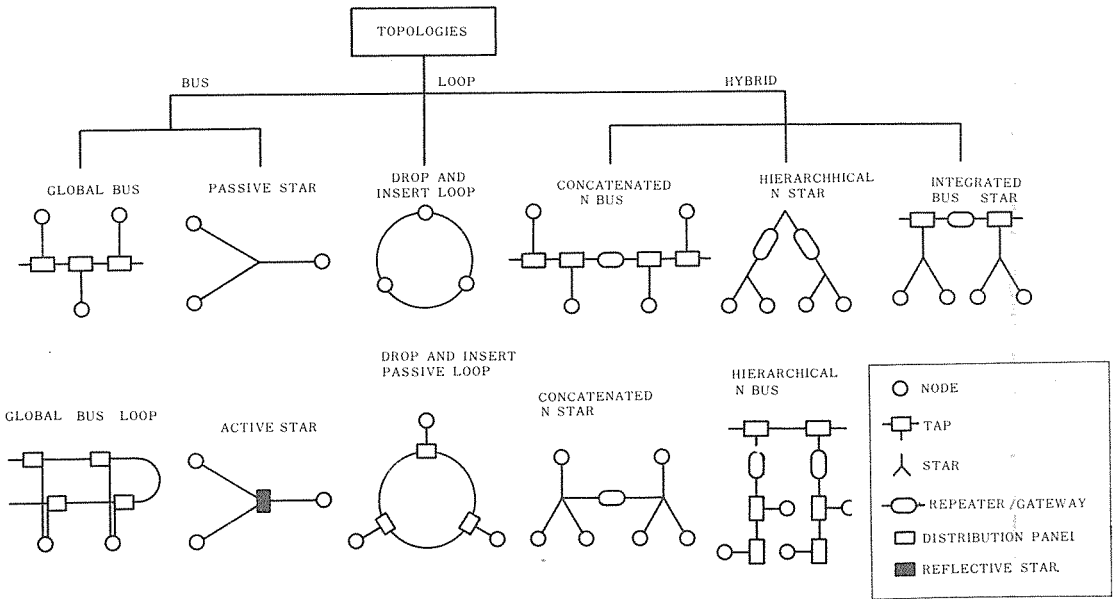 TOPOLOGIES
BUS
LOOP
HYBRID
GLOBAL BUS
PASSIVE STAR
DROP AND
INSERT LOOP
CONCATENATED
N BUS
HIERARCHHICAL
N STAR
INTEGRATED
BUS STAR
GLOBAL BUS LOOP
ACTIVE STAR
DROP AND INSERT
PASSIVE LOOP
CONCATENATED
N STAR
HIERARCHICAL
N BUS
NODE
TAP
STAR
REPEATER/GATEWAY
DISTRIBUTION PANEL
REFLECTIVE STAR